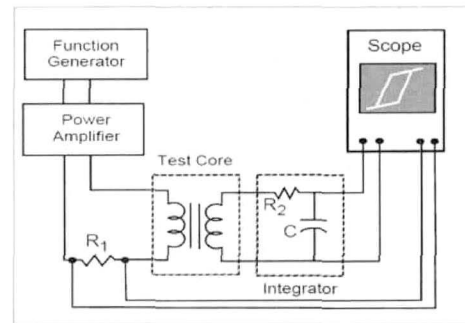 Function
Generator
Scope
Power
Amplifier
Test Core
R1
R2
C
Integrator